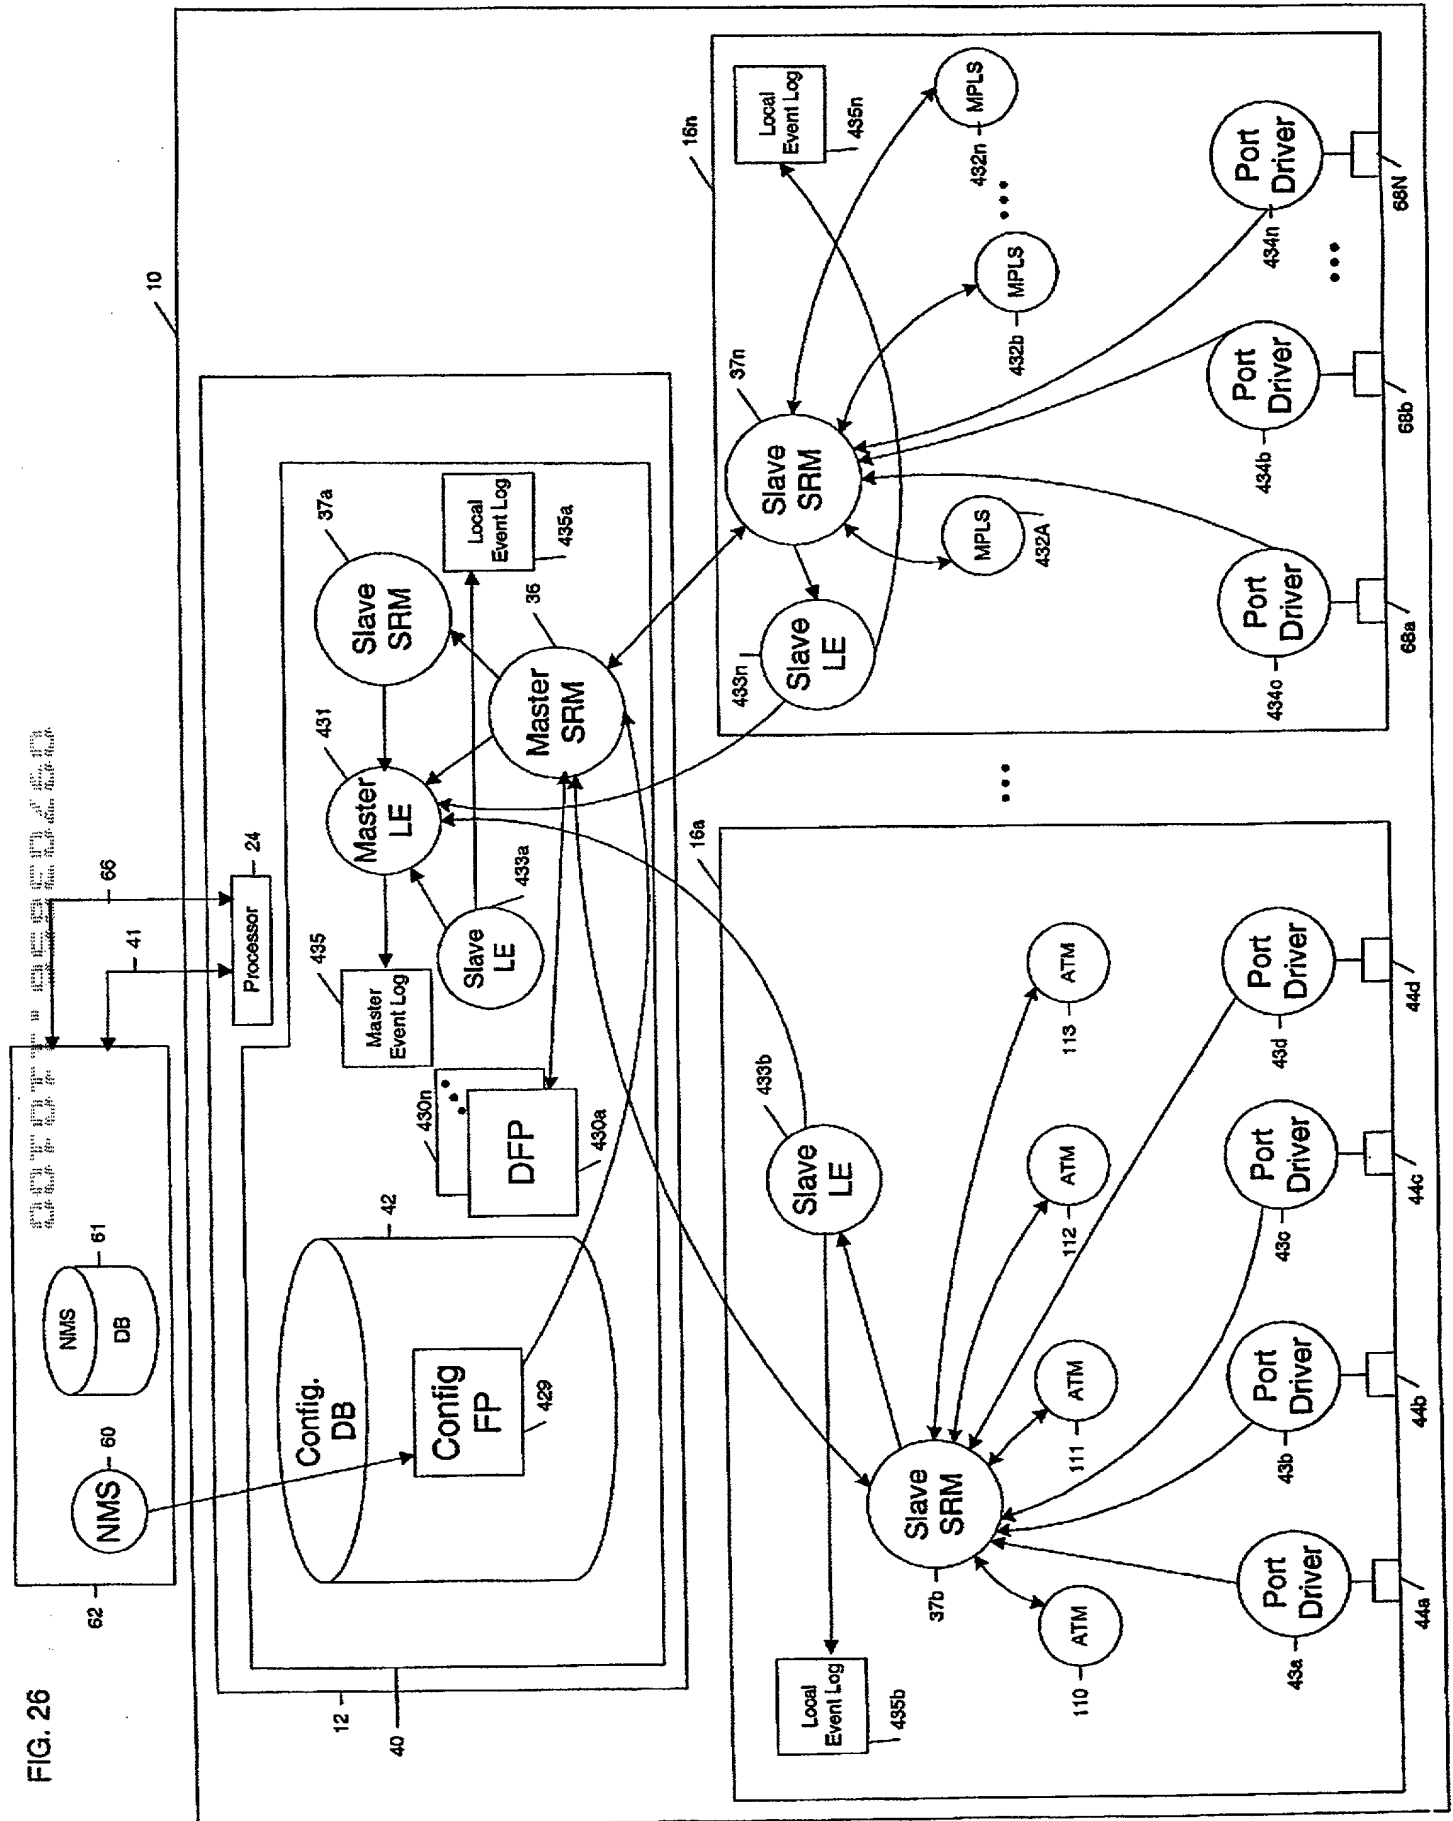 FIG. 26
62
NMS
60
NMS
DB
61
41
66
10
12
40
Processor
24
Config.
DB
42
Config
FP
429
DFP
430a
430n
Master
Event Log
435
Slave
LE
433a
Master
LE
431
Slave
SRM
37a
Master
SRM
36
Local
Event Log
435a
16a
Local
Event Log
435b
Slave
LE
433b
Slave
SRM
37b
ATM
110
ATM
111
ATM
112
ATM
113
Port
Driver
43a
Port
Driver
43b
Port
Driver
43c
Port
Driver
43d
44a
44b
44c
44d
16n
Local
Event Log
435n
Slave
LE
433n
Slave
SRM
37n
MPLS
432A
MPLS
432b
MPLS
432n
Port
Driver
434c
Port
Driver
434b
Port
Driver
434n
68a
68b
68N